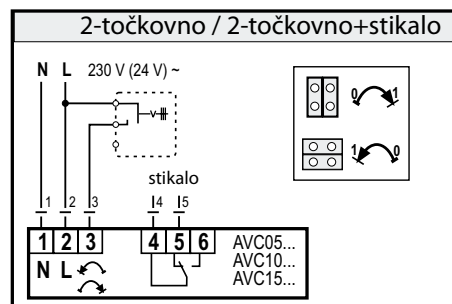 2-točkovno / 2-točkovno+stikalo
N L 230 V (24 V) ~
0 1
1 0
stikalo
1 2 3 4 5
1 2 3 4 5 6
N L
AVC05...
AVC10...
AVC15...